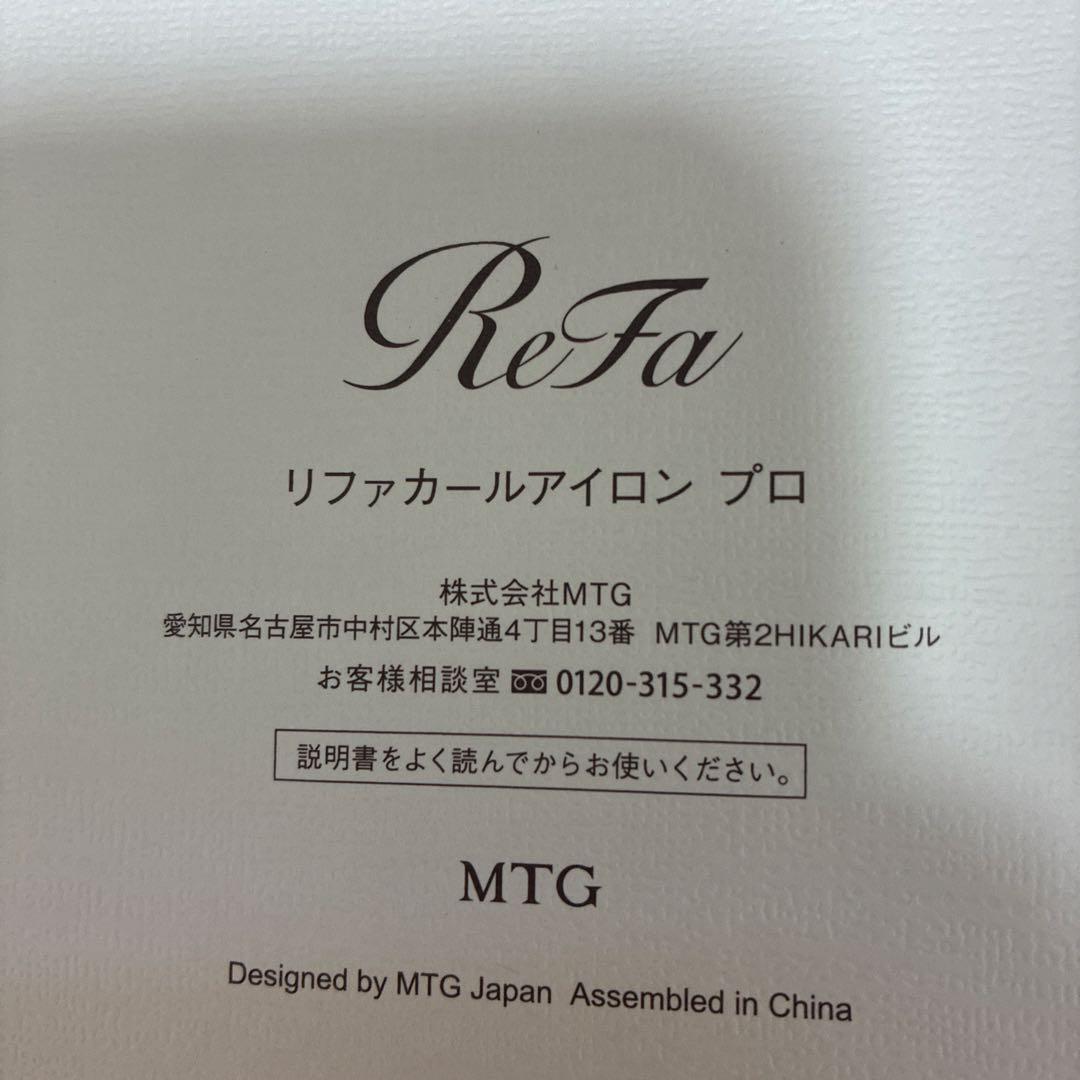 ReFa
リファカールアイロン プロ
株式会社MTG
愛知県名古屋市中村区本陣通4丁目13番 MTG第2HIKARIビル
お客様相談室 0120-315-332
説明書をよく読んでからお使いください。
MTG
Designed by MTG Japan Assembled in China